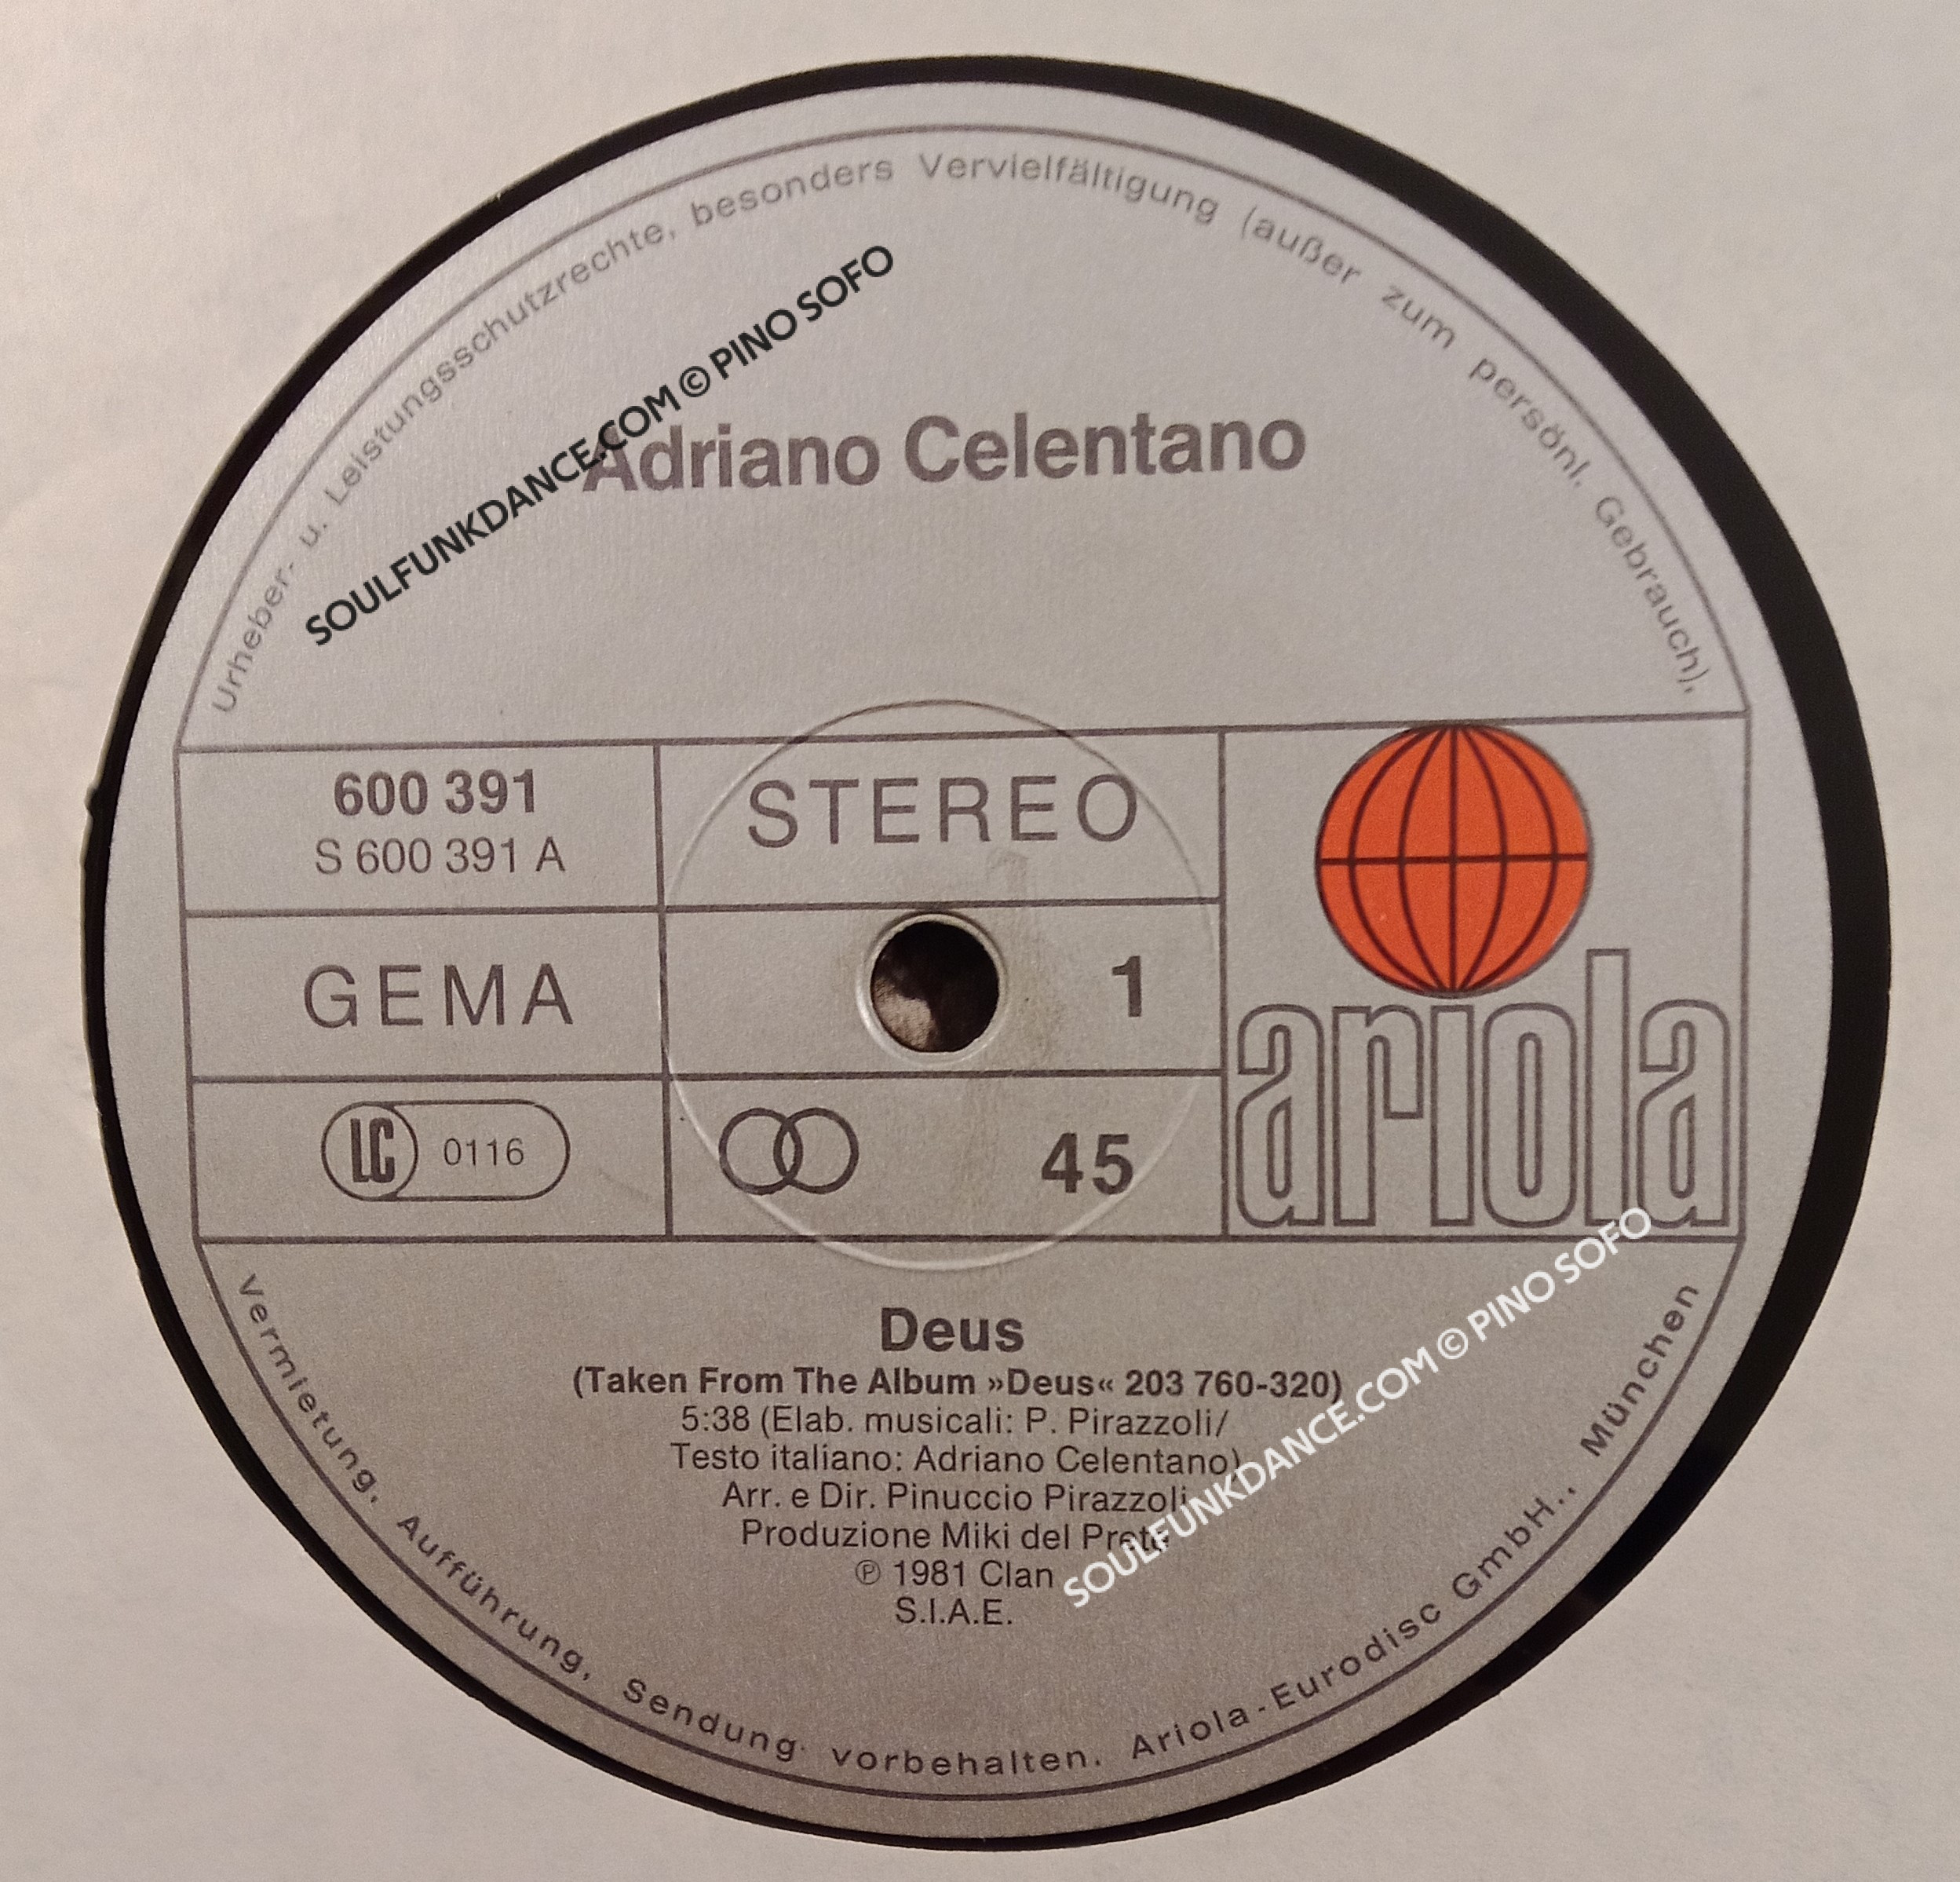 Urheber- u. Leistungsschutzrechte, besonders Vervielfältigung (außer zum persönl. Gebrauch),
SOULFUNKDANCE.COM © PINO SOFO
Adriano Celentano
600 391
S 600 391 A
STEREO
GEMA
1
LC 0116
45
ariola
Deus
(Taken From The Album »Deus« 203 760-320)
5:38 (Elab. musicali: P. Pirazzoli/
Testo italiano: Adriano Celentano)
Arr. e Dir. Pinuccio Pirazzoli
Produzione Miki del Prete
℗ 1981 Clan
S.I.A.E.
SOULFUNKDANCE.COM © PINO SOFO
Vermietung, Aufführung, Sendung vorbehalten. Ariola-Eurodisc GmbH., München